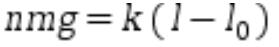 nmg = k ( l − l₀ )